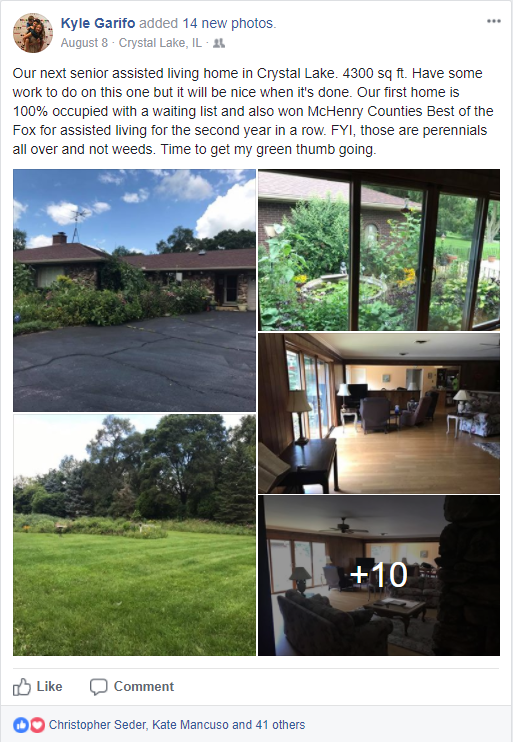 Kyle Garifo added 14 new photos.
August 8 · Crystal Lake, IL ·
Our next senior assisted living home in Crystal Lake. 4300 sq ft. Have some
work to do on this one but it will be nice when it's done. Our first home is
100% occupied with a waiting list and also won McHenry Counties Best of the
Fox for assisted living for the second year in a row. FYI, those are perennials
all over and not weeds. Time to get my green thumb going.
+10
Like Comment
Christopher Seder, Kate Mancuso and 41 others